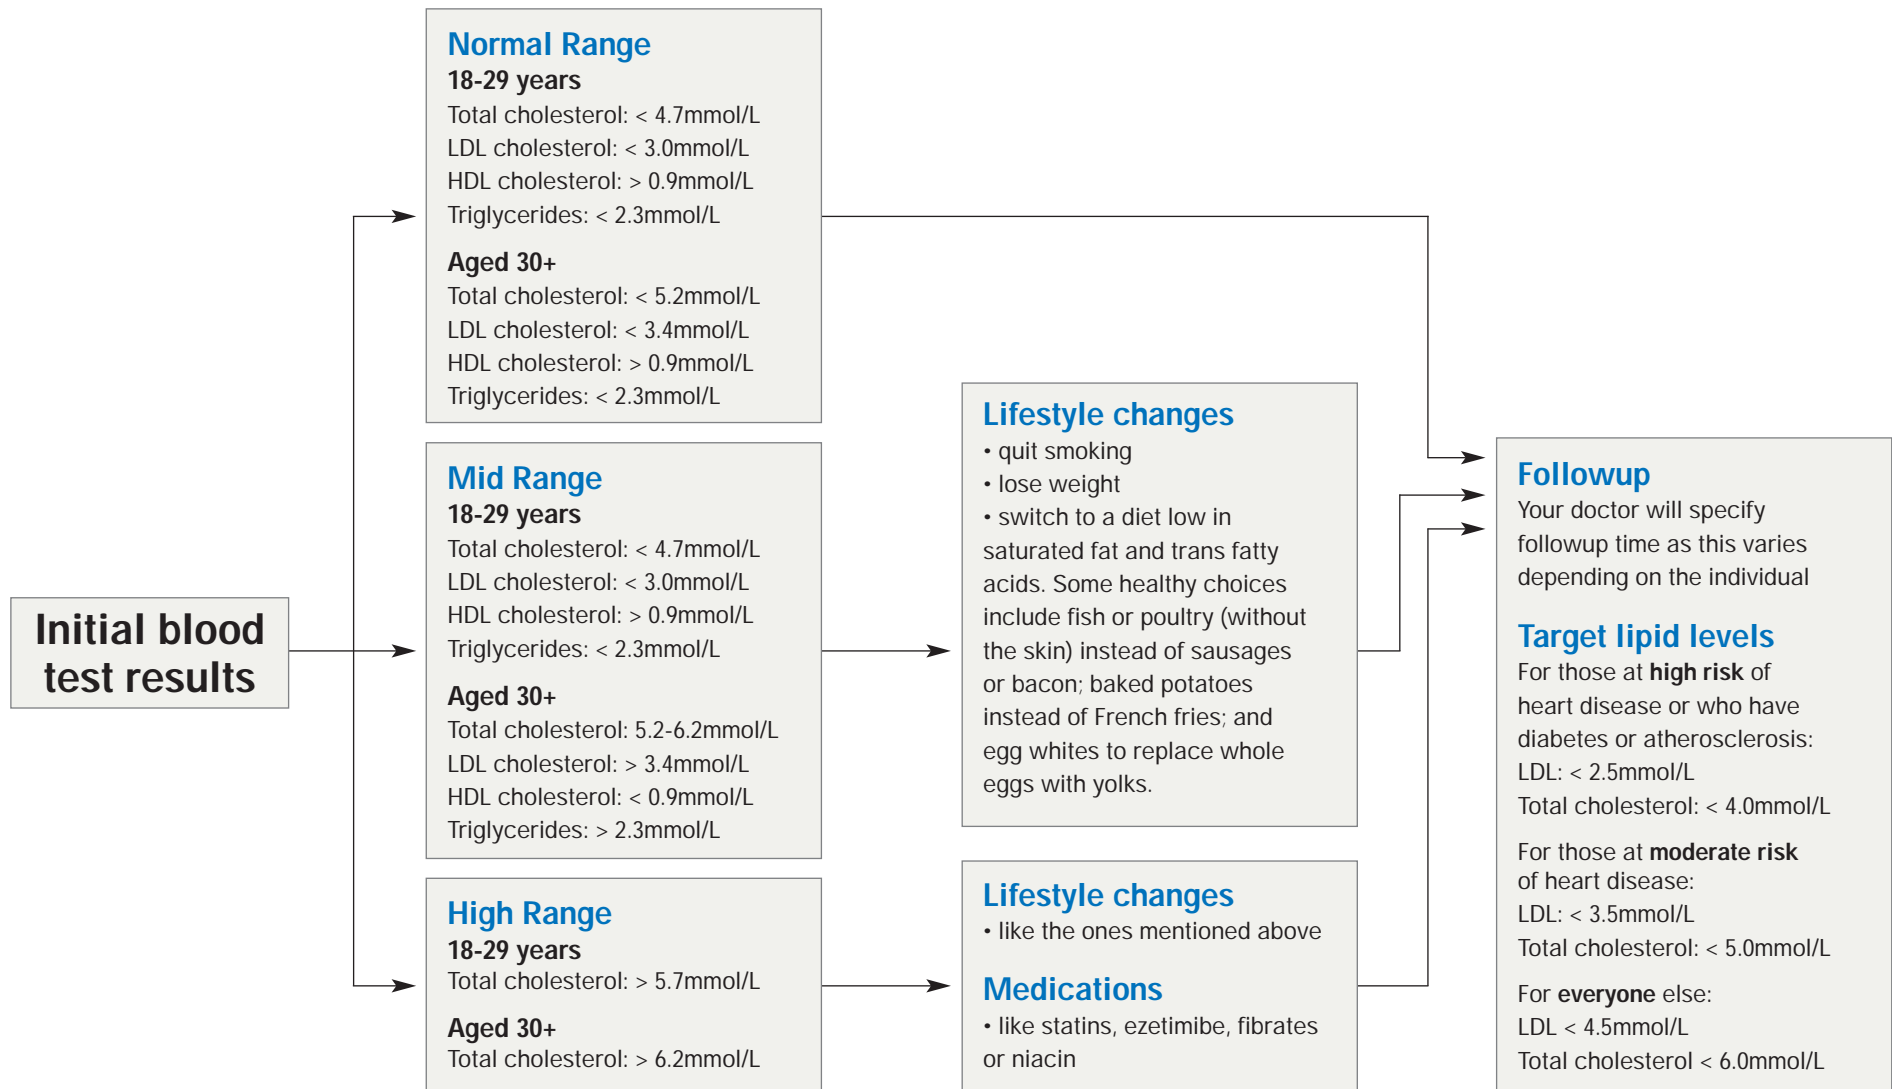 Initial blood
test results
Normal Range
18-29 years
Total cholesterol: < 4.7mmol/L
LDL cholesterol: < 3.0mmol/L
HDL cholesterol: > 0.9mmol/L
Triglycerides: < 2.3mmol/L
Aged 30+
Total cholesterol: < 5.2mmol/L
LDL cholesterol: < 3.4mmol/L
HDL cholesterol: > 0.9mmol/L
Triglycerides: < 2.3mmol/L
Mid Range
18-29 years
Total cholesterol: < 4.7mmol/L
LDL cholesterol: < 3.0mmol/L
HDL cholesterol: > 0.9mmol/L
Triglycerides: < 2.3mmol/L
Aged 30+
Total cholesterol: 5.2-6.2mmol/L
LDL cholesterol: > 3.4mmol/L
HDL cholesterol: < 0.9mmol/L
Triglycerides: > 2.3mmol/L
High Range
18-29 years
Total cholesterol: > 5.7mmol/L
Aged 30+
Total cholesterol: > 6.2mmol/L
Lifestyle changes
• quit smoking
• lose weight
• switch to a diet low in
saturated fat and trans fatty
acids. Some healthy choices
include fish or poultry (without
the skin) instead of sausages
or bacon; baked potatoes
instead of French fries; and
egg whites to replace whole
eggs with yolks.
Lifestyle changes
• like the ones mentioned above
Medications
• like statins, ezetimibe, fibrates
or niacin
Followup
Your doctor will specify
followup time as this varies
depending on the individual
Target lipid levels
For those at high risk of
heart disease or who have
diabetes or atherosclerosis:
LDL: < 2.5mmol/L
Total cholesterol: < 4.0mmol/L
For those at moderate risk
of heart disease:
LDL: < 3.5mmol/L
Total cholesterol: < 5.0mmol/L
For everyone else:
LDL < 4.5mmol/L
Total cholesterol < 6.0mmol/L